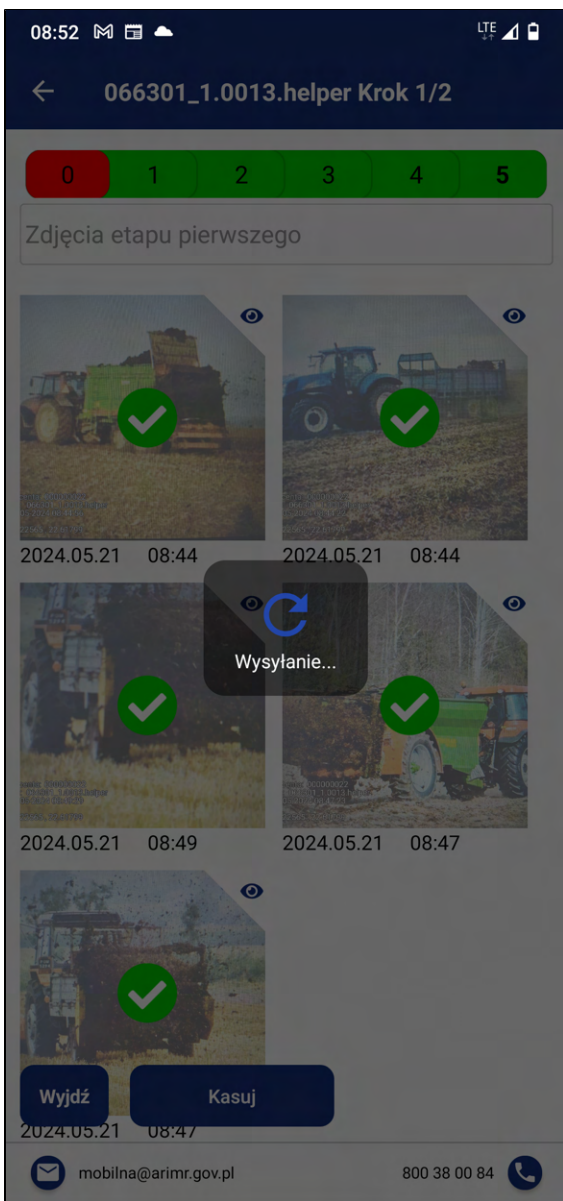 08:52
LTE
066301_1.0013.helper Krok 1/2
0 1 2 3 4 5
Zdjęcia etapu pierwszego
2024.05.21 08:44
2024.05.21 08:44
Wysyłanie...
2024.05.21 08:49
2024.05.21 08:47
Wyjdź
Kasuj
2024.05.21 08:47
mobilna@arimr.gov.pl
800 38 00 84